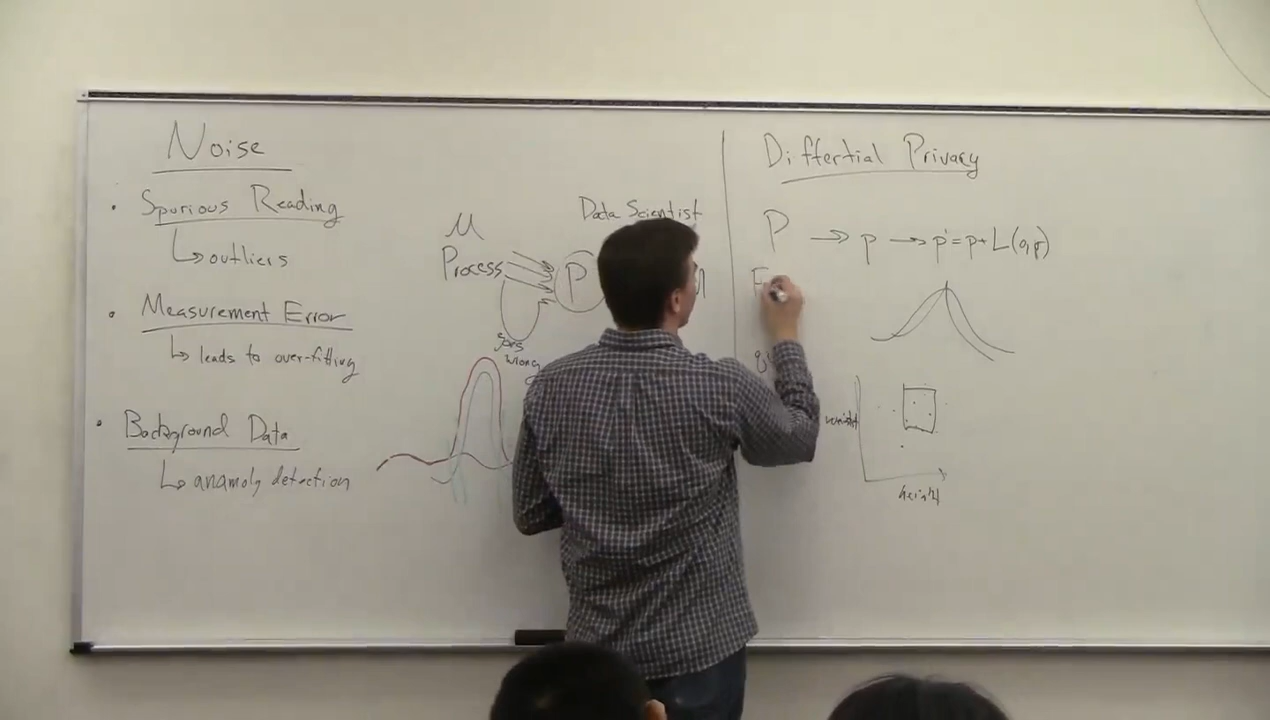 Noise
· Spurious Reading
↳ outliers
· Measurement Error
↳ leads to over-fitting
· Background Data
↳ anamoly detection
μ
Process
P
goes
wrong
Data Scientist
Differtial Privacy
P → p → p' = p +
weight
height